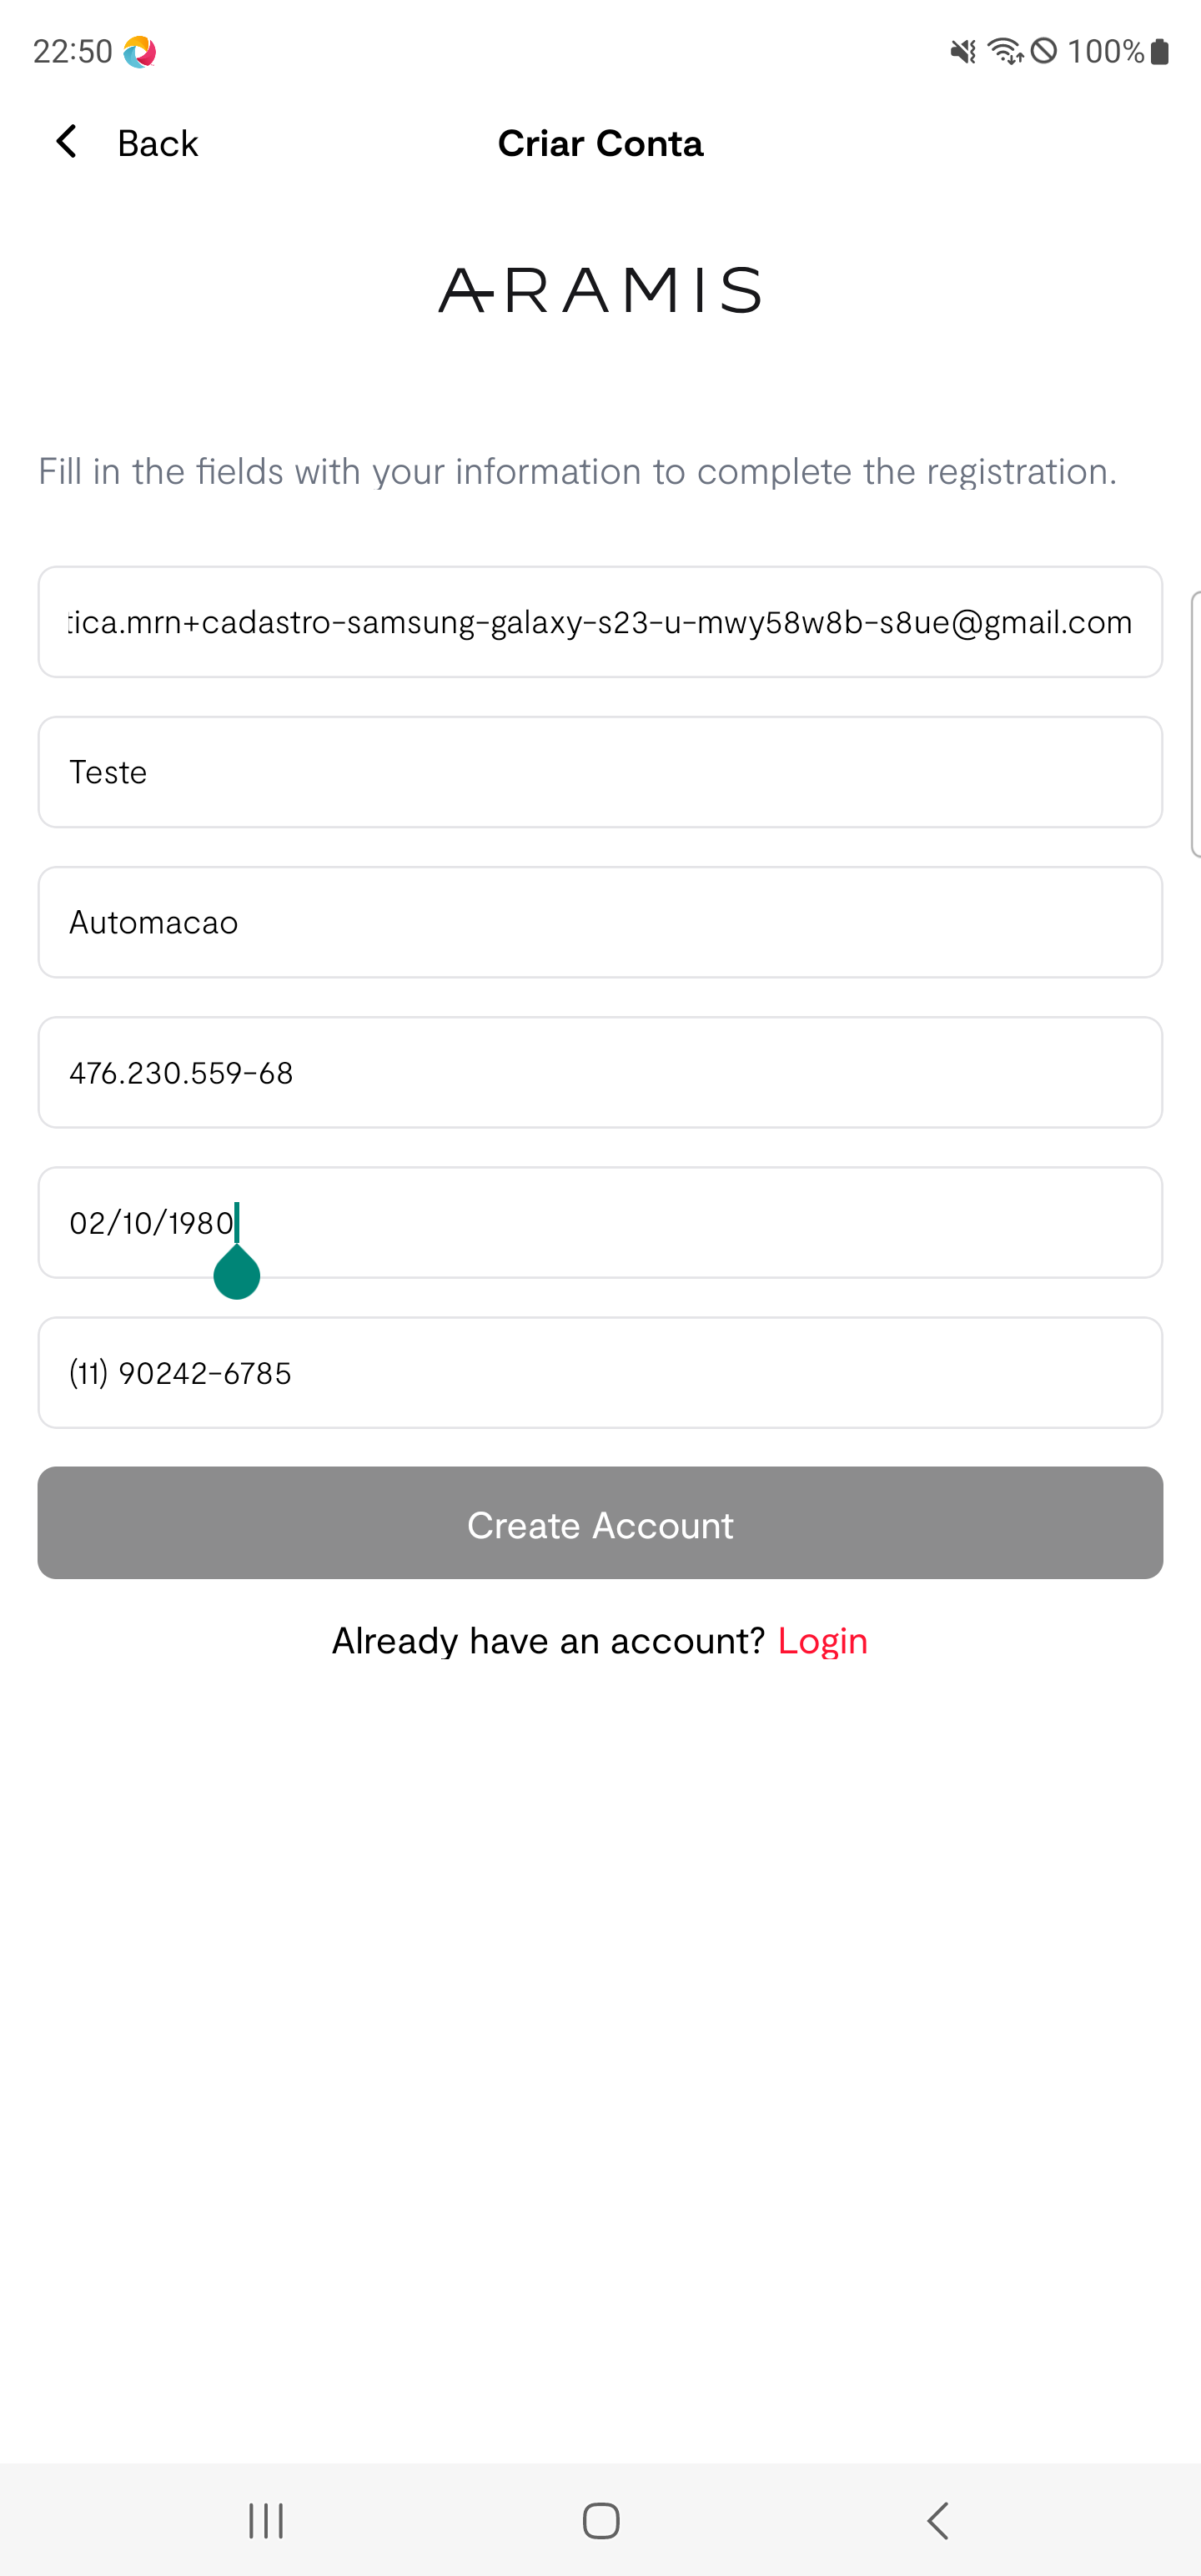 22:50 100%
Back Criar Conta
ARAMIS
Fill in the fields with your information to complete the registration.
tica.mrn+cadastro-samsung-galaxy-s23-u-mwy58w8b-s8ue@gmail.com
Teste
Automacao
476.230.559-68
02/10/1980
(11) 90242-6785
Create Account
Already have an account? Login